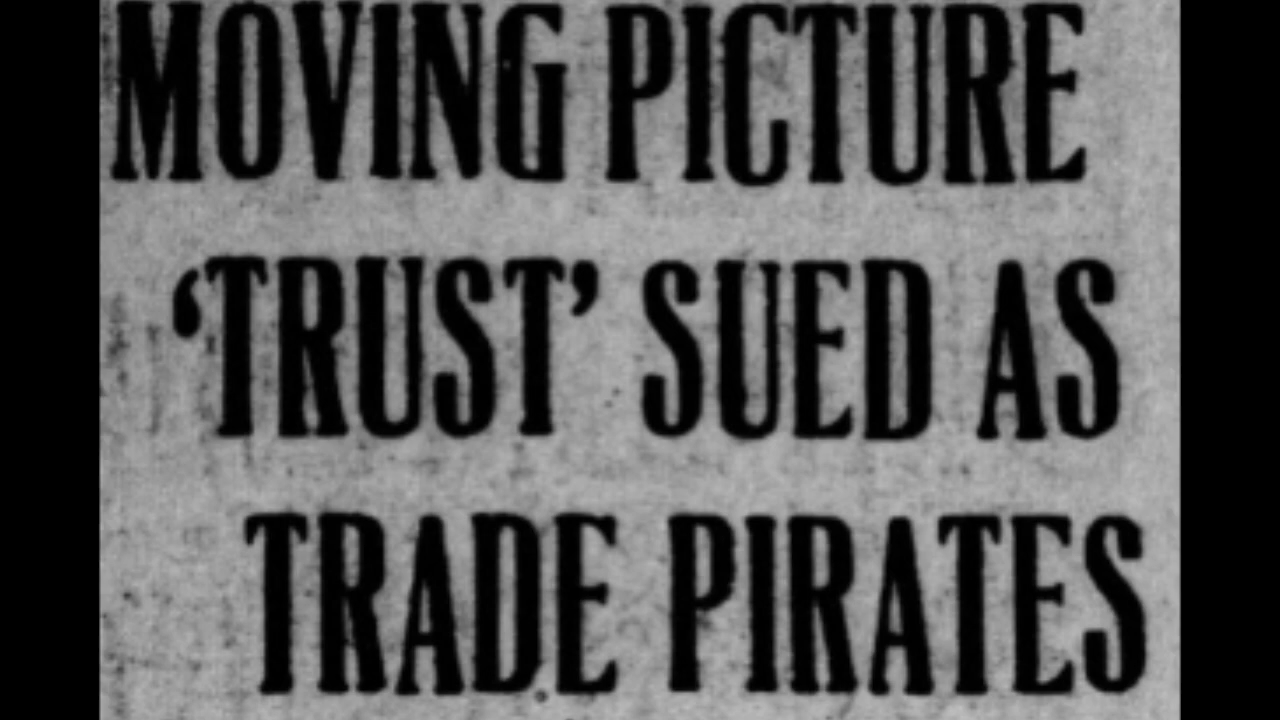 MOVING PICTURE
‘TRUST’ SUED AS
TRADE PIRATES